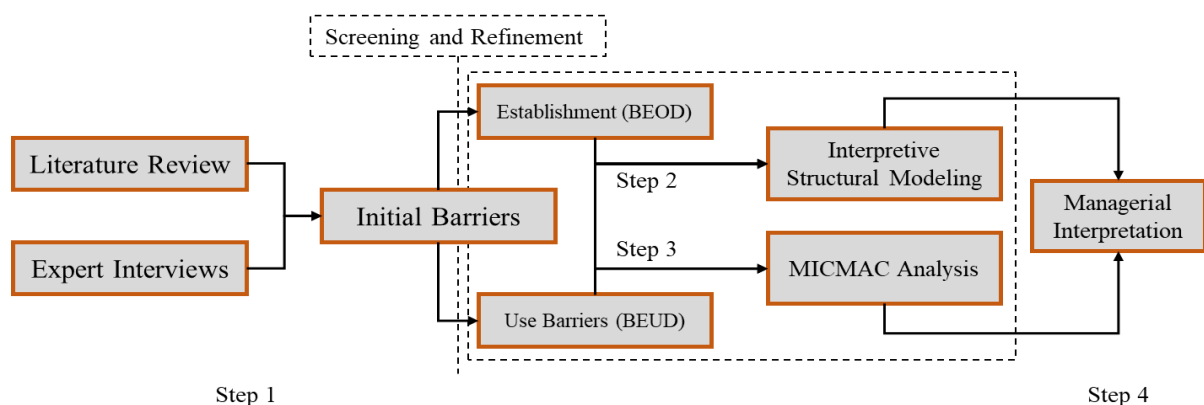 Screening and Refinement
Literature Review
Expert Interviews
Initial Barriers
Establishment (BEOD)
Use Barriers (BEUD)
Step 2
Step 3
Interpretive
Structural Modeling
MICMAC Analysis
Managerial
Interpretation
Step 1
Step 4